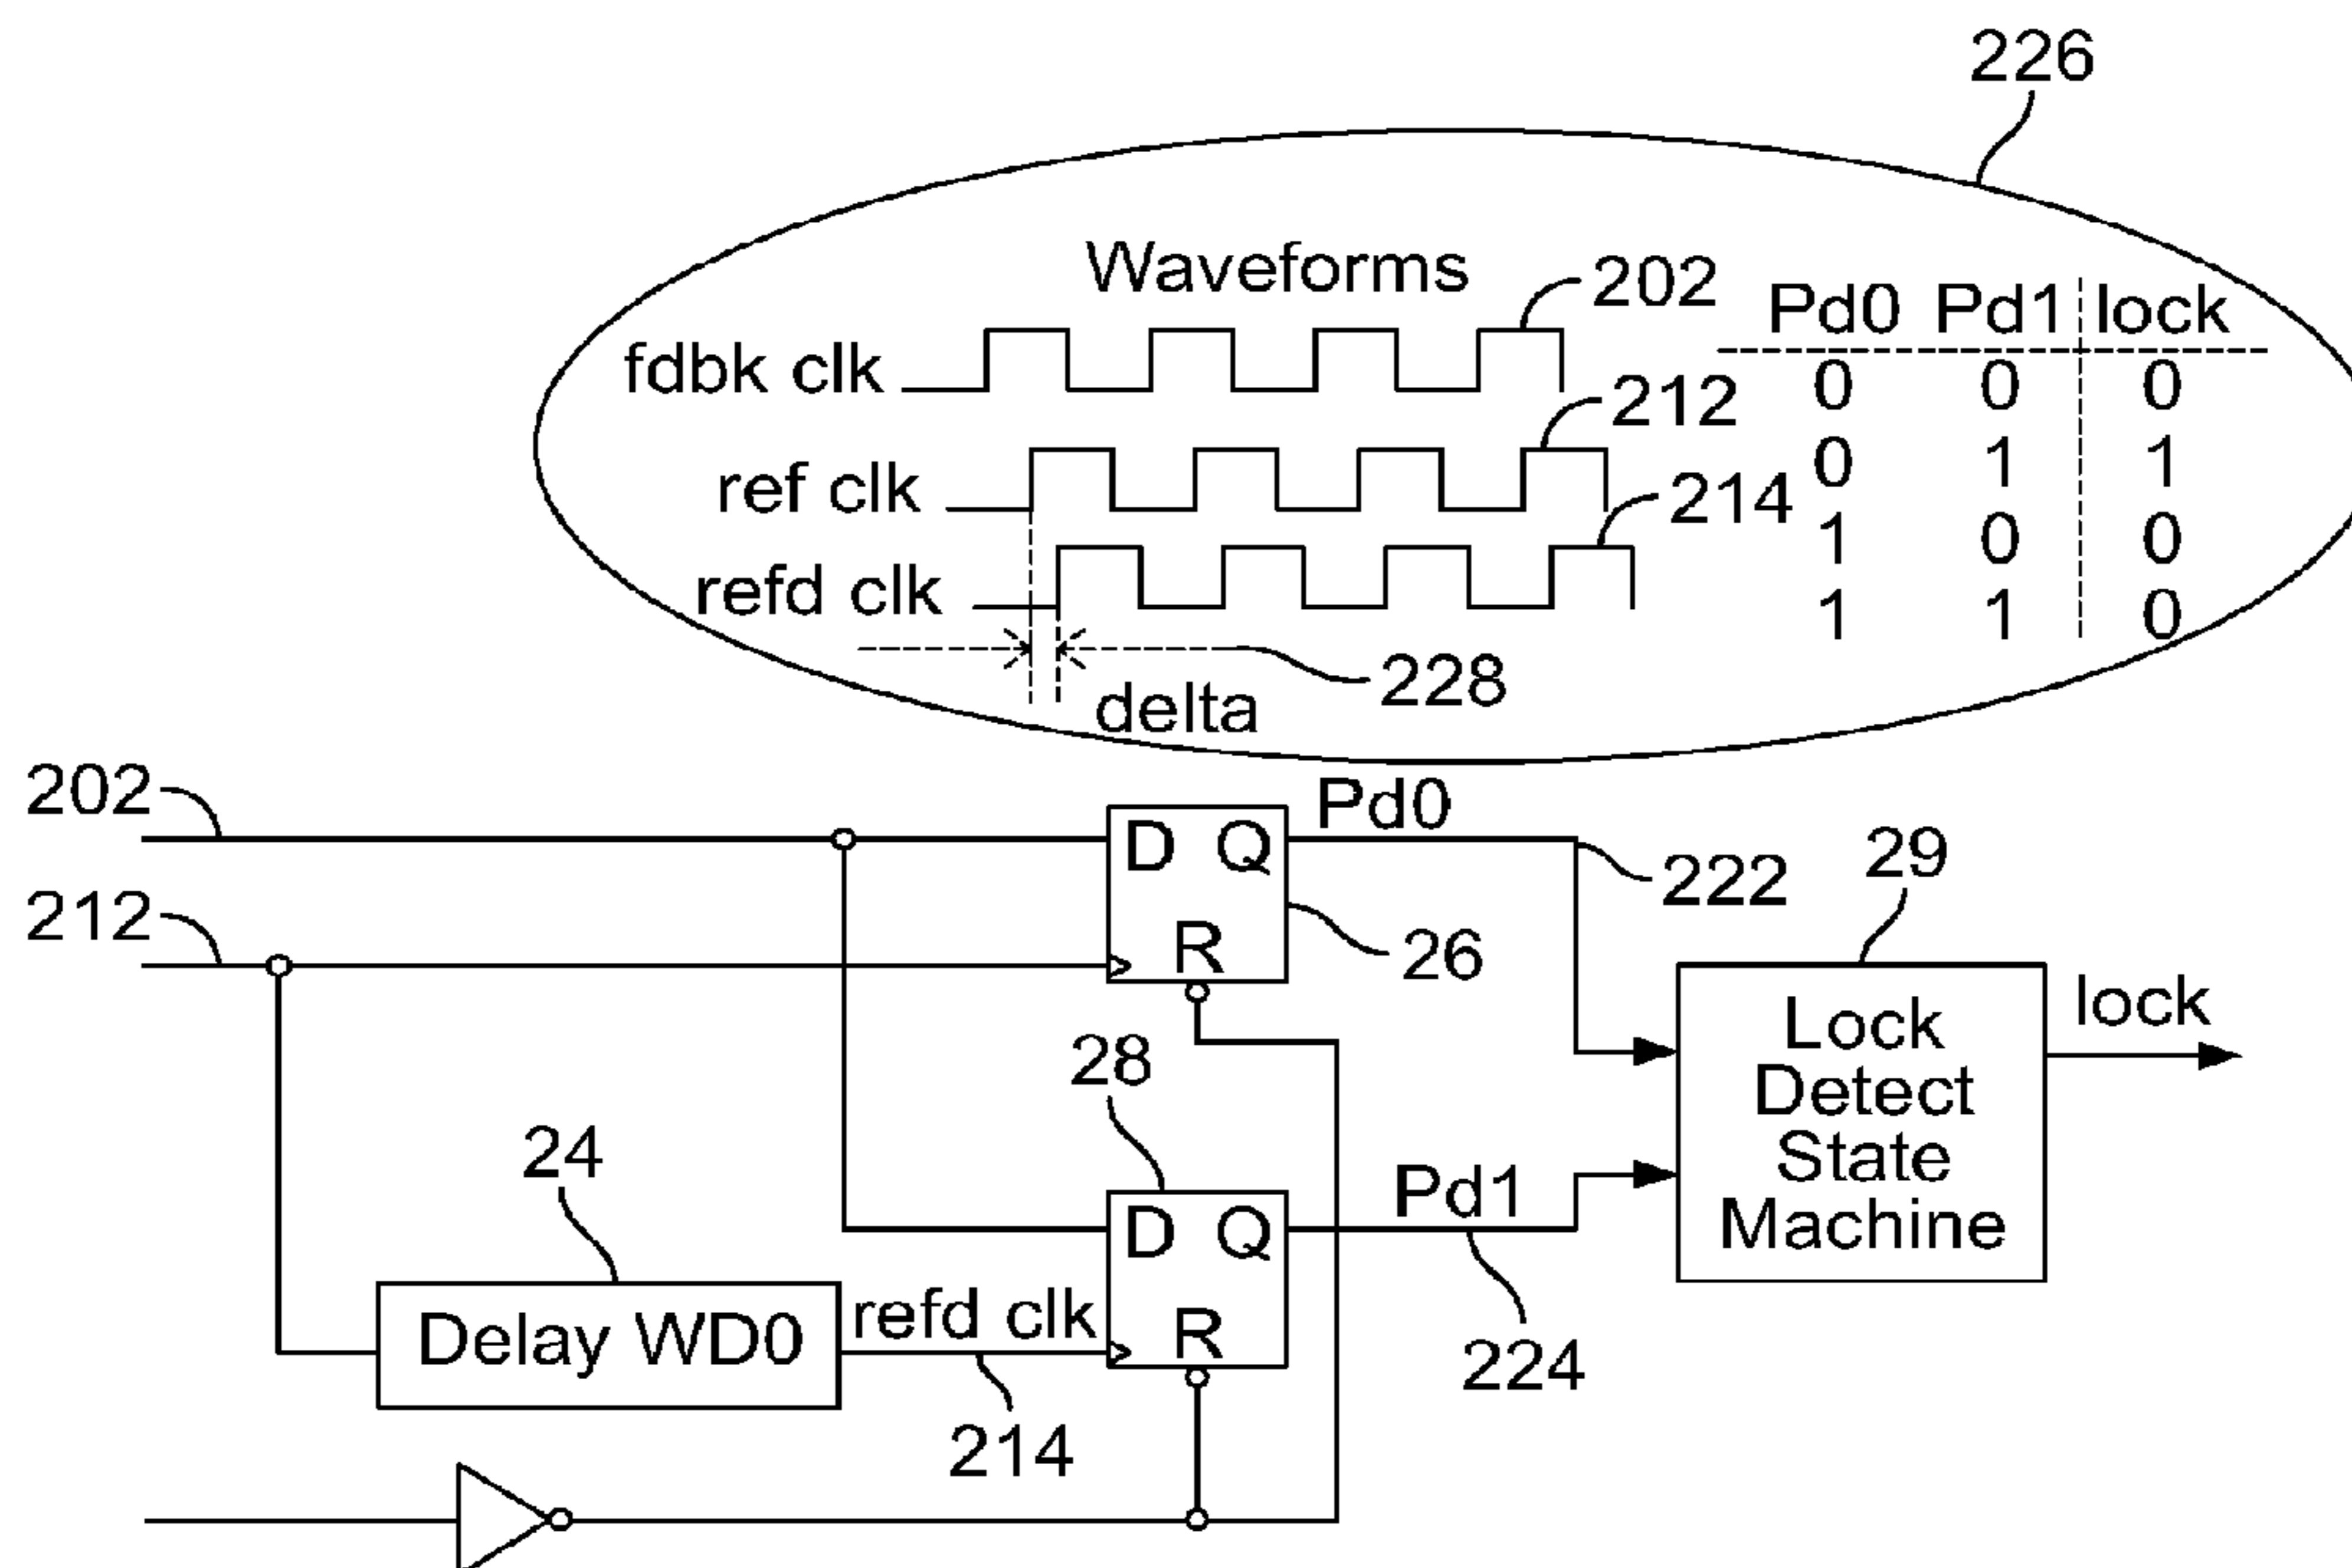 226
Waveforms
202
Pd0 Pd1 lock
fdbk clk
0 0 0
212
0 1 1
ref clk
214
1 0 0
refd clk
1 1 0
228
delta
202
Pd0
D Q
222
29
212
R
26
Lock
Detect
State
Machine
lock
28
24
Pd1
D Q
Delay WD0
refd clk
R
224
214